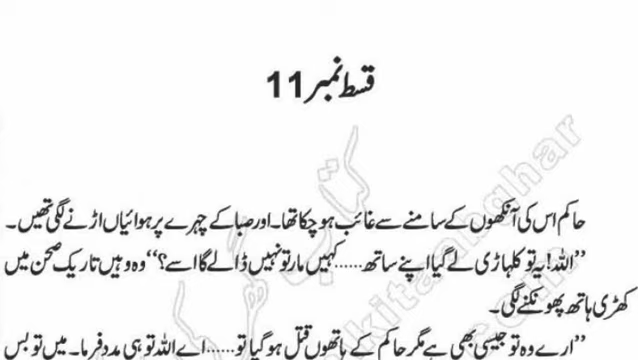 قسط نمبر 11
حاکم اس کی آنکھوں کے سامنے سے غائب ہو چکا تھا۔ اور صبا کے چہرے پر ہوائیاں اڑنے لگی تھیں۔
’’اللہ! یہ تو کلہاڑی لے گیا اپنے ساتھ...... کہیں مار تو نہیں ڈالے گا اسے؟‘‘ وہ وہیں تاریک صحن میں
کھڑی ہاتھ پھونکنے لگی۔
’’ارے وہ تو جیسی بھی ہے مگر حاکم کے ہاتھوں قتل ہو گیا تو...... اے اللہ تو ہی مدد فرما۔ میں تو بس
کتاب گھر
kitaabghar